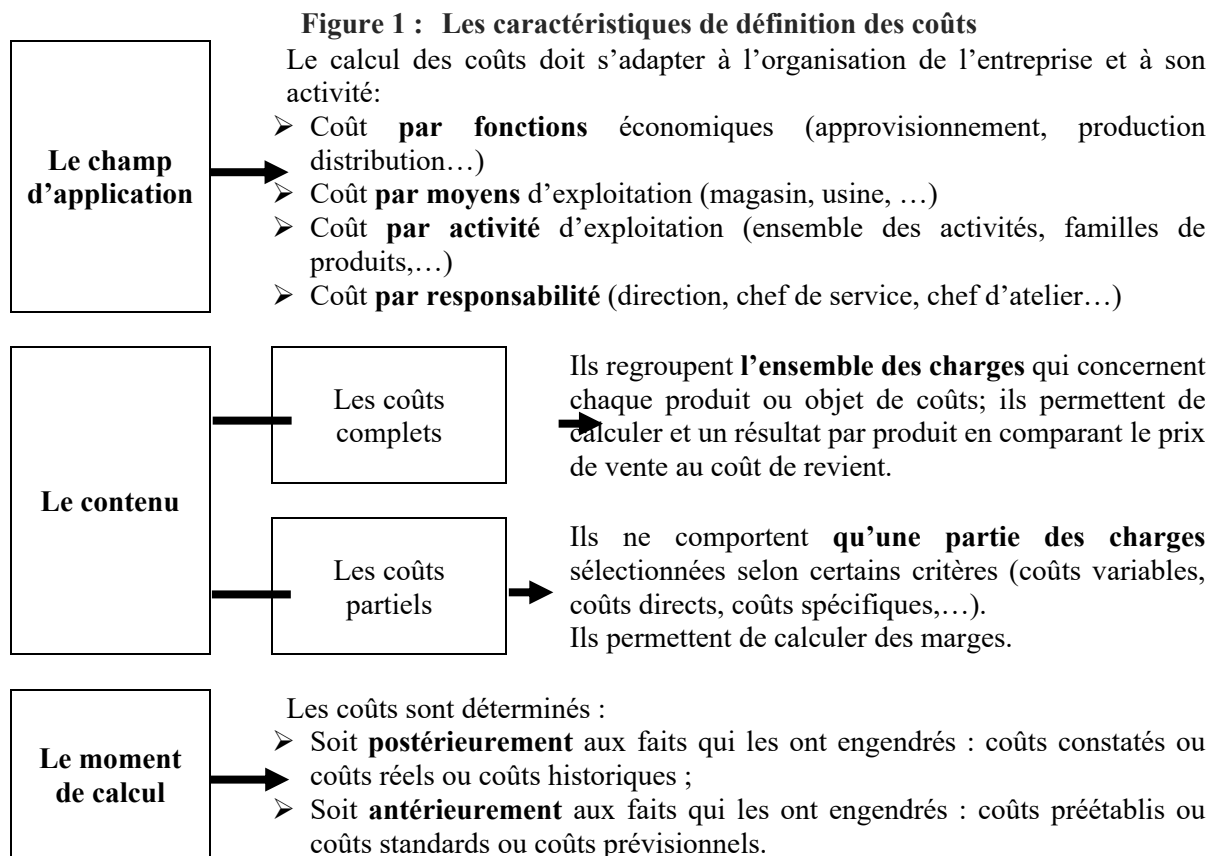 Figure 1 : Les caractéristiques de définition des coûts
Le champ
d’application
Le calcul des coûts doit s’adapter à l’organisation de l’entreprise et à son
activité:
➢ Coût par fonctions économiques (approvisionnement, production
distribution…)
➢ Coût par moyens d’exploitation (magasin, usine, …)
➢ Coût par activité d’exploitation (ensemble des activités, familles de
produits,…)
➢ Coût par responsabilité (direction, chef de service, chef d’atelier…)
Le contenu
Les coûts
complets
Ils regroupent l’ensemble des charges qui concernent
chaque produit ou objet de coûts; ils permettent de
calculer et un résultat par produit en comparant le prix
de vente au coût de revient.
Les coûts
partiels
Ils ne comportent qu’une partie des charges
sélectionnées selon certains critères (coûts variables,
coûts directs, coûts spécifiques,…).
Ils permettent de calculer des marges.
Le moment
de calcul
Les coûts sont déterminés :
➢ Soit postérieurement aux faits qui les ont engendrés : coûts constatés ou
coûts réels ou coûts historiques ;
➢ Soit antérieurement aux faits qui les ont engendrés : coûts préétablis ou
coûts standards ou coûts prévisionnels.